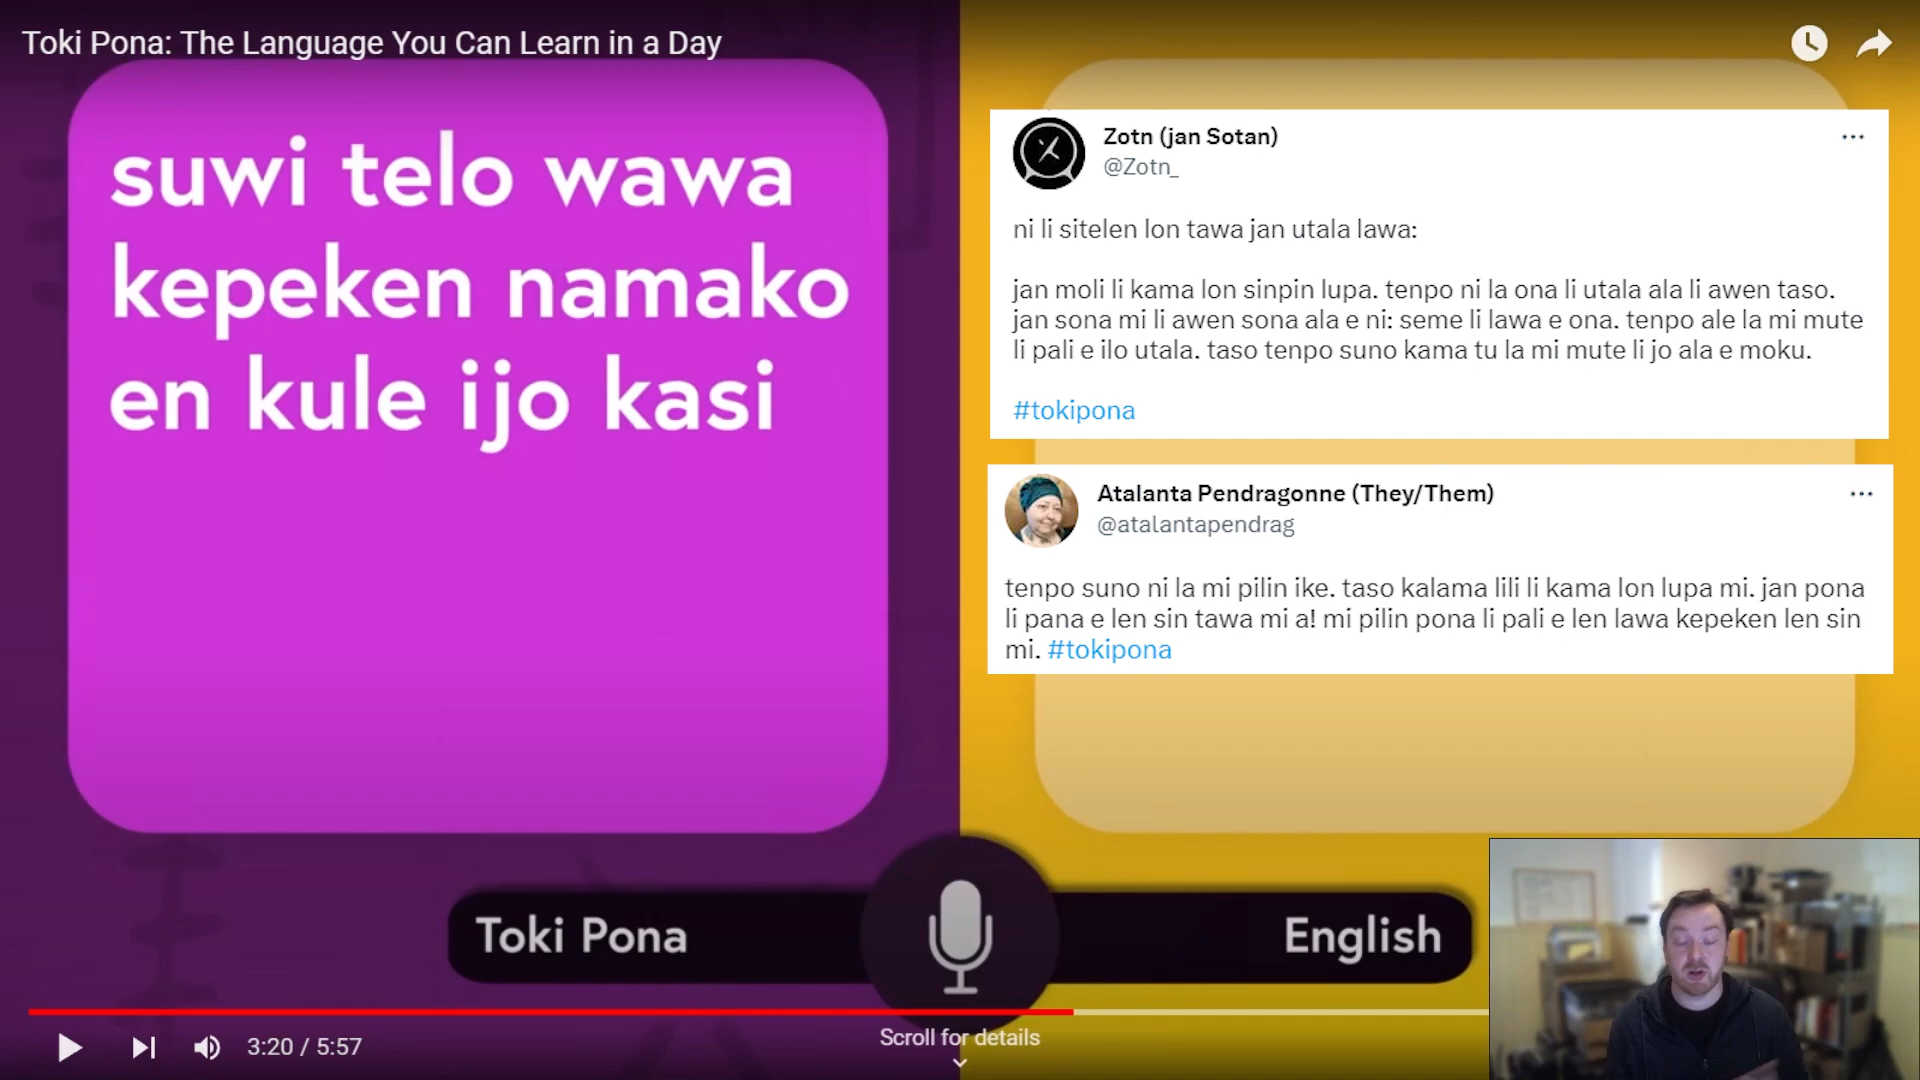 Toki Pona: The Language You Can Learn in a Day
suwi telo wawa
kepeken namako
en kule ijo kasi
Zotn (jan Sotan)
@Zotn_
ni li sitelen lon tawa jan utala lawa:
jan moli li kama lon sinpin lupa. tenpo ni la ona li utala ala li awen taso.
jan sona mi li awen sona ala e ni: seme li lawa e ona. tenpo ale la mi mute
li pali e ilo utala. taso tenpo suno kama tu la mi mute li jo ala e moku.
#tokipona
Atalanta Pendragonne (They/Them)
@atalantapendrag
tenpo suno ni la mi pilin ike. taso kalama lili li kama lon lupa mi. jan pona
li pana e len sin tawa mi a! mi pilin pona li pali e len lawa kepeken len sin
mi. #tokipona
Toki Pona
English
Scroll for details
3:20 / 5:57